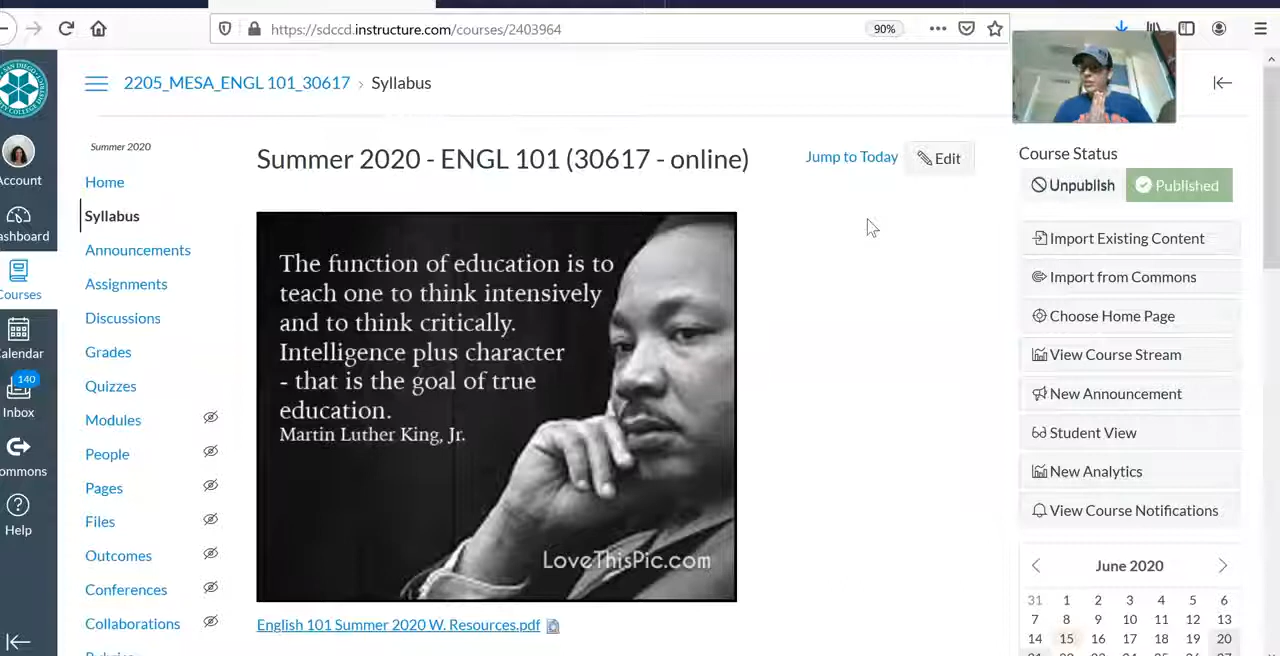 https://sdccd.instructure.com/courses/2403964
90%
2205_MESA_ENGL 101_30617 › Syllabus
Account
ashboard
Courses
alendar
140
Inbox
ommons
Help
Summer 2020
Home
Syllabus
Announcements
Assignments
Discussions
Grades
Quizzes
Modules
People
Pages
Files
Outcomes
Conferences
Collaborations
Summer 2020 - ENGL 101 (30617 - online)
Jump to Today
Edit
The function of education is to
teach one to think intensively
and to think critically.
Intelligence plus character
- that is the goal of true
education.
Martin Luther King, Jr.
LoveThisPic.com
English 101 Summer 2020 W. Resources.pdf
Course Status
Unpublish
Published
Import Existing Content
Import from Commons
Choose Home Page
View Course Stream
New Announcement
Student View
New Analytics
View Course Notifications
June 2020
31 1 2 3 4 5 6
7 8 9 10 11 12 13
14 15 16 17 18 19 20